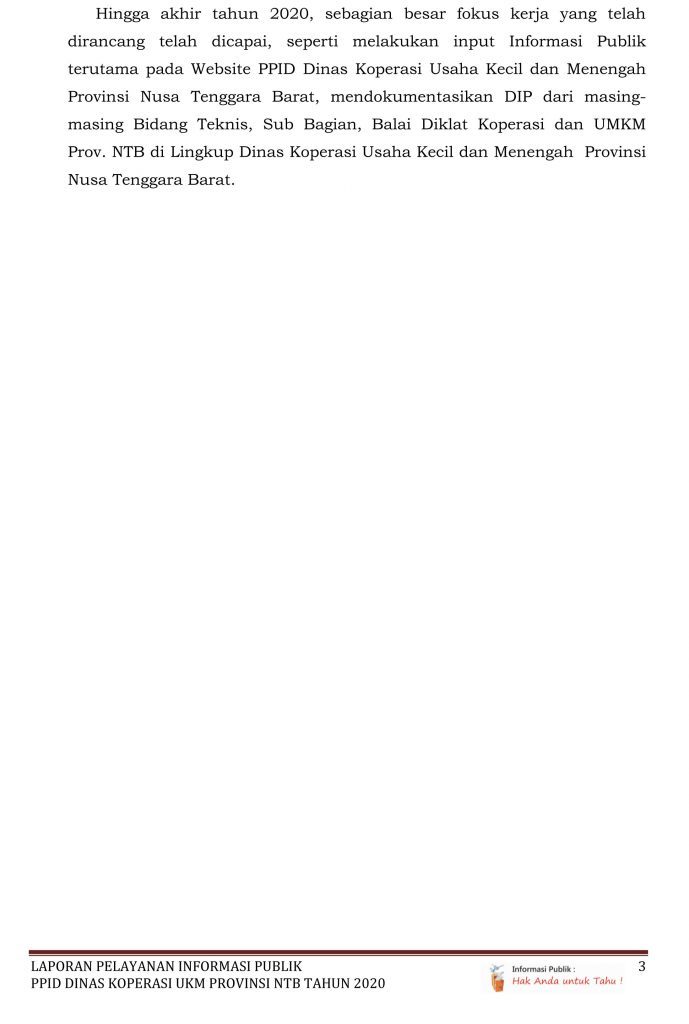 Hingga akhir tahun 2020, sebagian besar fokus kerja yang telah
dirancang telah dicapai, seperti melakukan input Informasi Publik
terutama pada Website PPID Dinas Koperasi Usaha Kecil dan Menengah
Provinsi Nusa Tenggara Barat, mendokumentasikan DIP dari masing-
masing Bidang Teknis, Sub Bagian, Balai Diklat Koperasi dan UMKM
Prov. NTB di Lingkup Dinas Koperasi Usaha Kecil dan Menengah Provinsi
Nusa Tenggara Barat.
LAPORAN PELAYANAN INFORMASI PUBLIK
PPID DINAS KOPERASI UKM PROVINSI NTB TAHUN 2020
Informasi Publik :
Hak Anda untuk Tahu !
3